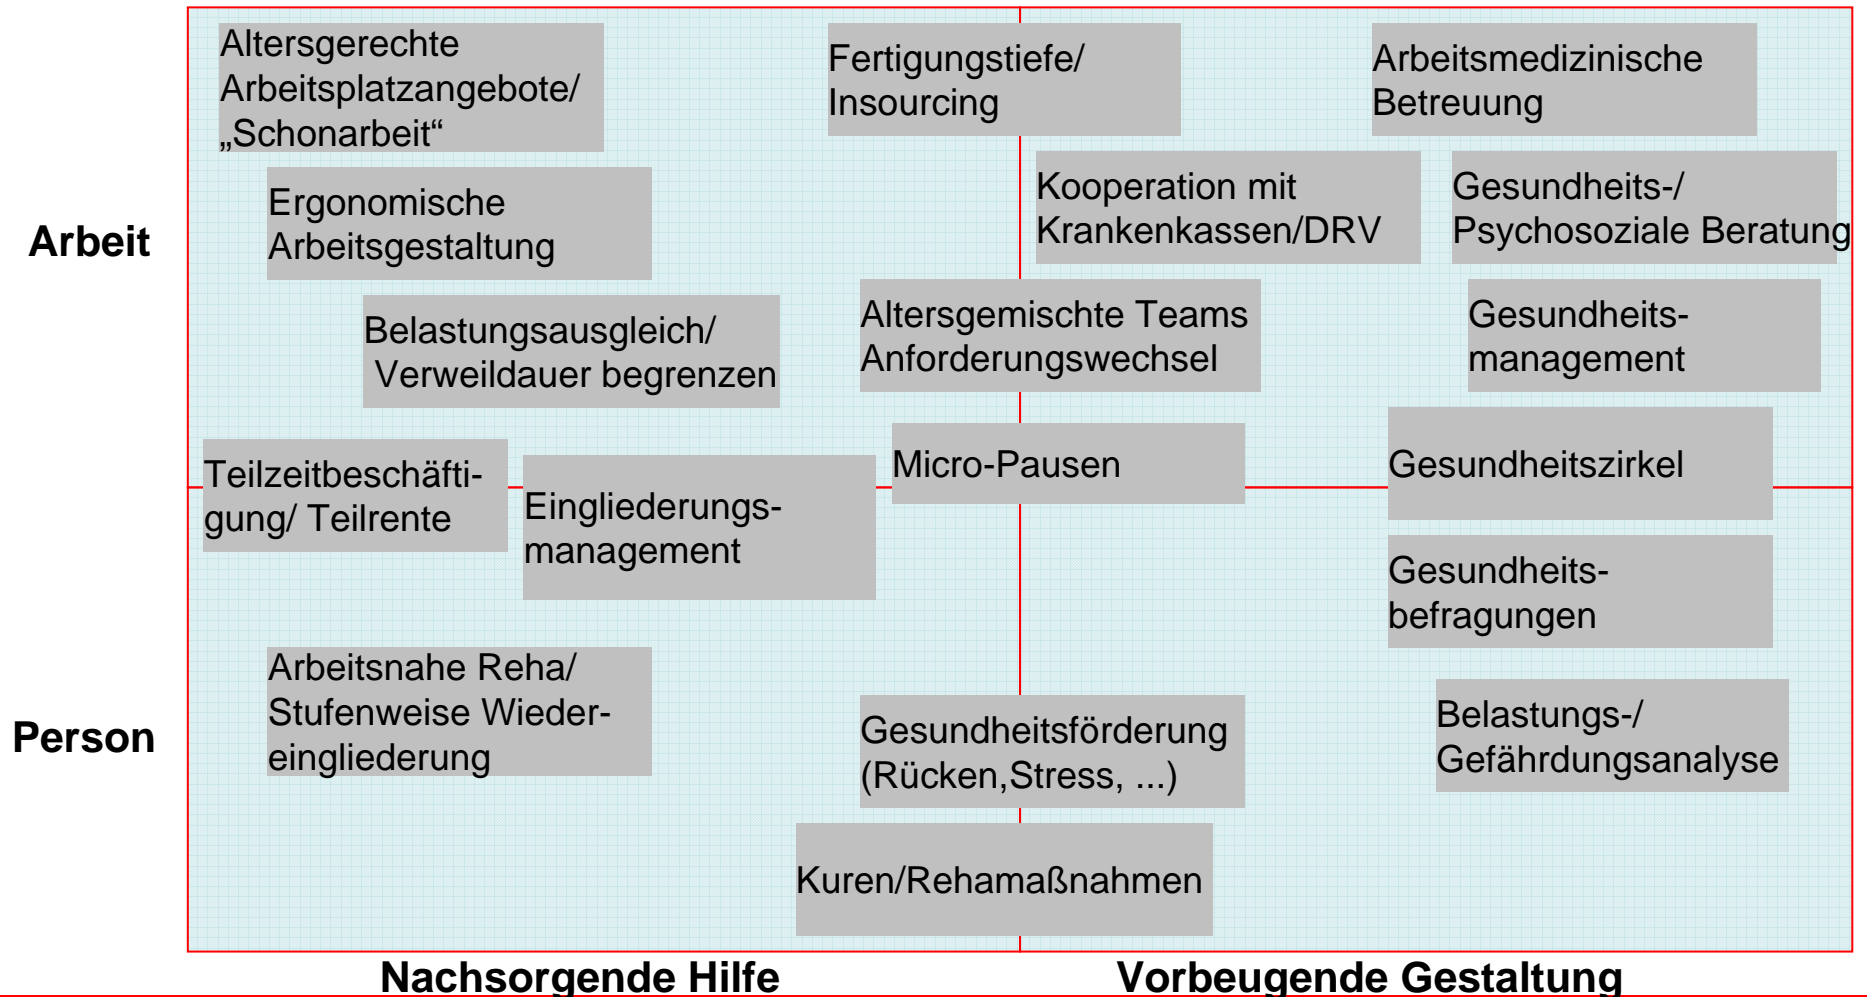 Altersgerechte
Arbeitsplatzangebote/
„Schonarbeit“
Fertigungstiefe/
Insourcing
Arbeitsmedizinische
Betreuung
Ergonomische
Arbeitsgestaltung
Kooperation mit
Krankenkassen/DRV
Gesundheits-/
Psychosoziale Beratung
Arbeit
Belastungsausgleich/
Verweildauer begrenzen
Altersgemischte Teams
Anforderungswechsel
Gesundheits-
management
Teilzeitbeschäfti-
gung/ Teilrente
Eingliederungs-
management
Micro-Pausen
Gesundheitszirkel
Gesundheits-
befragungen
Person
Arbeitsnahe Reha/
Stufenweise Wieder-
eingliederung
Gesundheitsförderung
(Rücken,Stress, ...)
Belastungs-/
Gefährdungsanalyse
Kuren/Rehamaßnahmen
Nachsorgende Hilfe
Vorbeugende Gestaltung